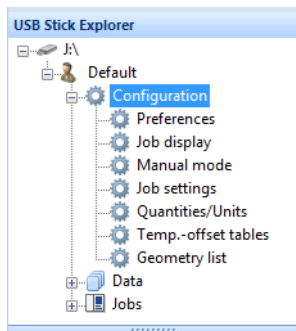 USB Stick Explorer
J:\
Default
Configuration
Preferences
Job display
Manual mode
Job settings
Quantities/Units
Temp.-offset tables
Geometry list
Data
Jobs